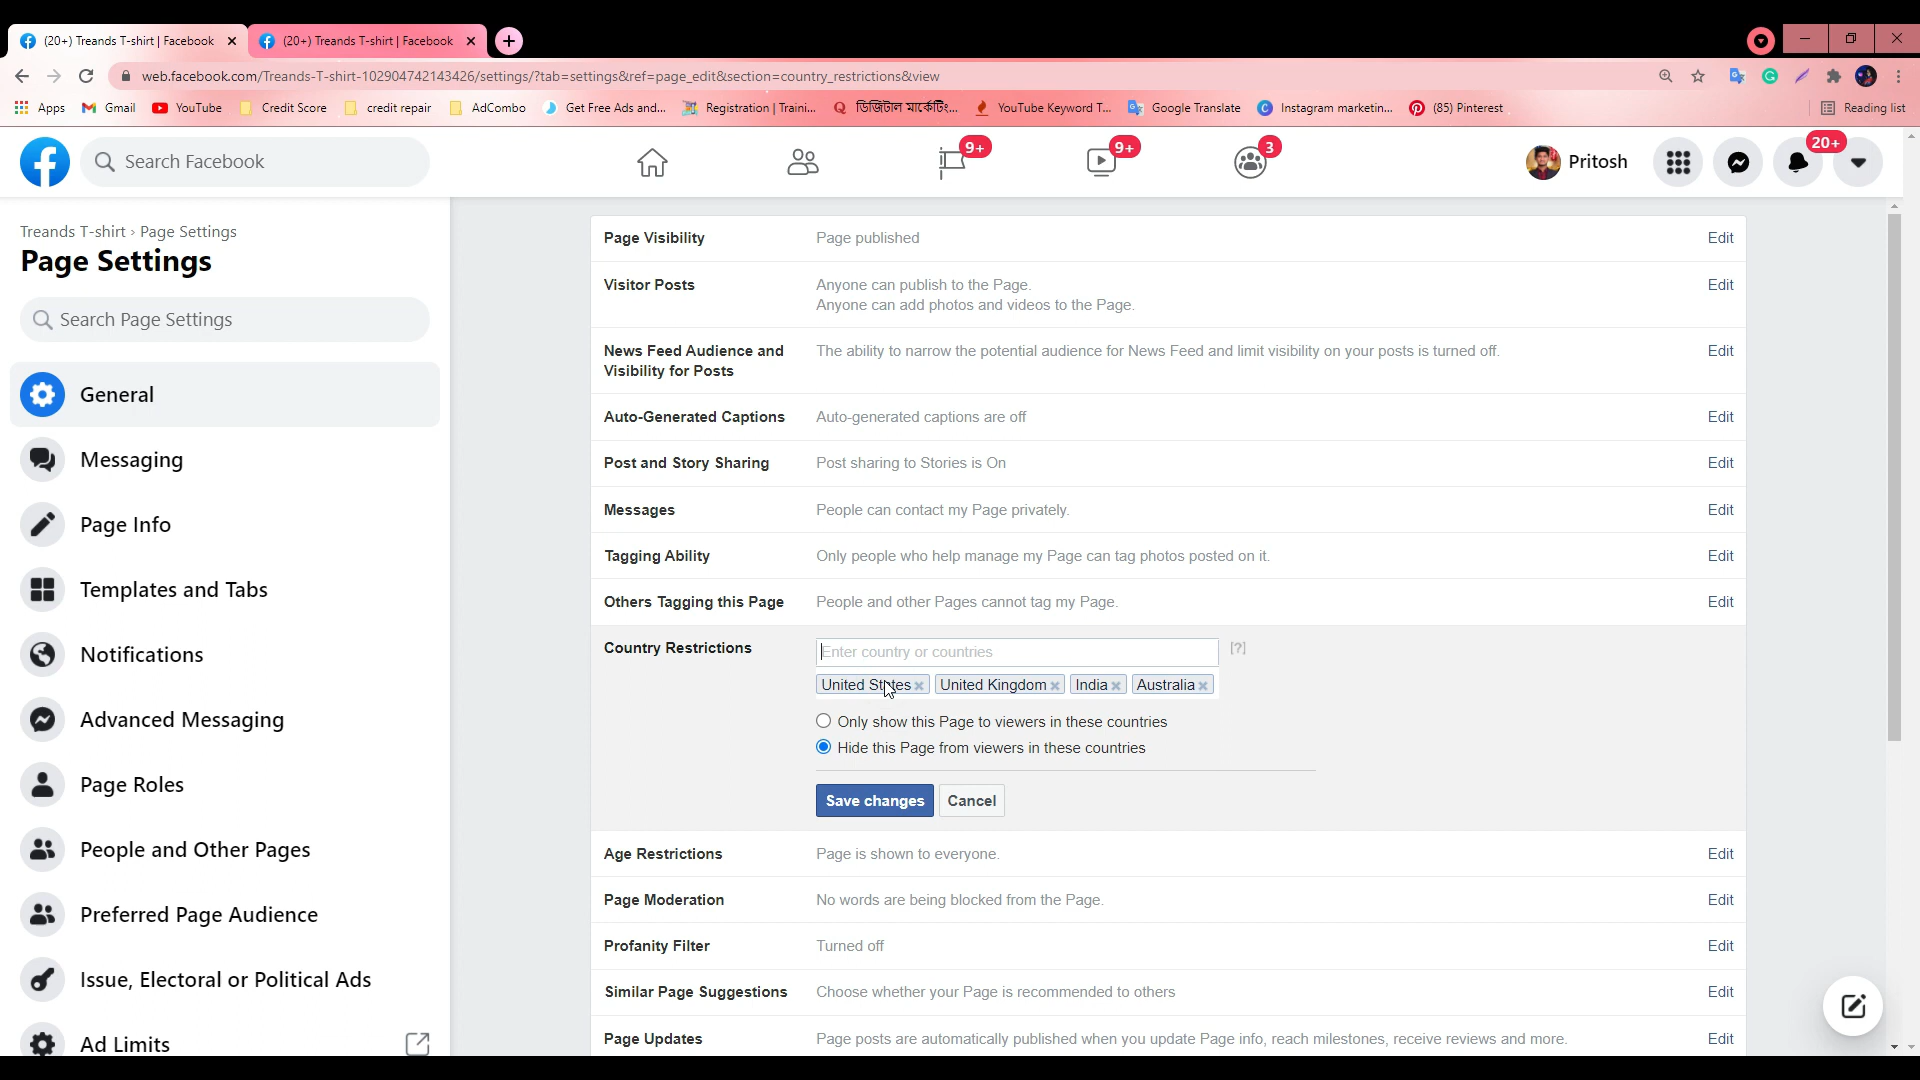 (20+) Treands T-shirt | Facebook
(20+) Treands T-shirt | Facebook
web.facebook.com/Treands-T-shirt-102904742143426/settings/?tab=settings&ref=page_edit&section=country_restrictions&view
Apps
Gmail
YouTube
Credit Score
credit repair
AdCombo
Get Free Ads and...
Registration | Traini...
ডিজিটাল মার্কেটিং...
YouTube Keyword T...
Google Translate
Instagram marketin...
(85) Pinterest
Reading list
Search Facebook
9+
9+
3
Pritosh
20+
Treands T-shirt › Page Settings
Page Settings
Search Page Settings
General
Messaging
Page Info
Templates and Tabs
Notifications
Advanced Messaging
Page Roles
People and Other Pages
Preferred Page Audience
Issue, Electoral or Political Ads
Ad Limits
Page Visibility
Page published
Edit
Visitor Posts
Anyone can publish to the Page.
Anyone can add photos and videos to the Page.
Edit
News Feed Audience and
Visibility for Posts
The ability to narrow the potential audience for News Feed and limit visibility on your posts is turned off.
Edit
Auto-Generated Captions
Auto-generated captions are off
Edit
Post and Story Sharing
Post sharing to Stories is On
Edit
Messages
People can contact my Page privately.
Edit
Tagging Ability
Only people who help manage my Page can tag photos posted on it.
Edit
Others Tagging this Page
People and other Pages cannot tag my Page.
Edit
Country Restrictions
Enter country or countries
[?]
United States
United Kingdom
India
Australia
Only show this Page to viewers in these countries
Hide this Page from viewers in these countries
Save changes
Cancel
Age Restrictions
Page is shown to everyone.
Edit
Page Moderation
No words are being blocked from the Page.
Edit
Profanity Filter
Turned off
Edit
Similar Page Suggestions
Choose whether your Page is recommended to others
Edit
Page Updates
Page posts are automatically published when you update Page info, reach milestones, receive reviews and more.
Edit